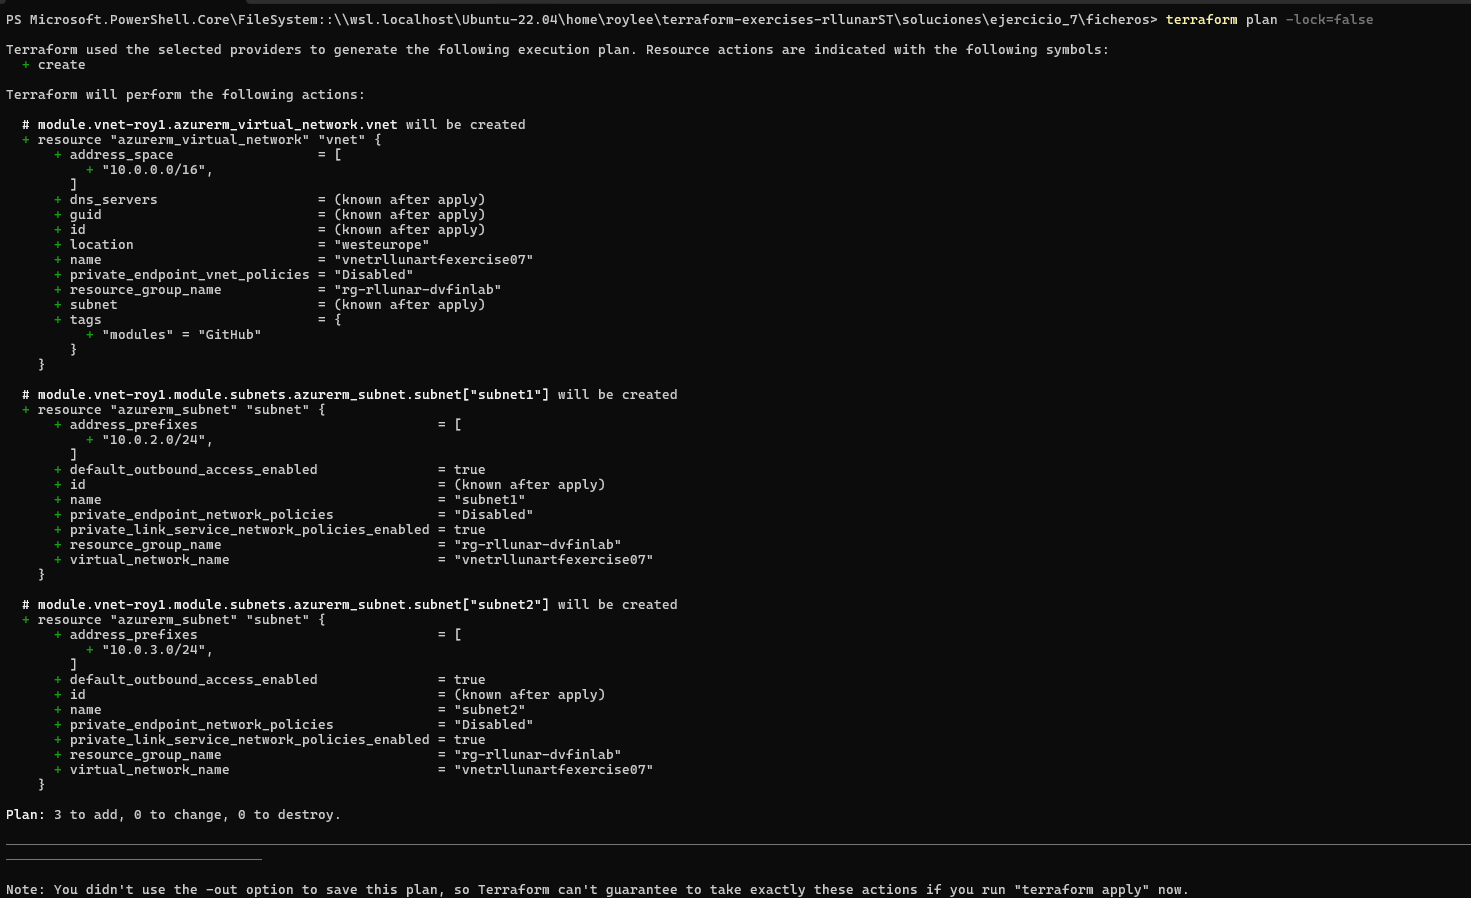 PS Microsoft.PowerShell.Core\FileSystem::\\wsl.localhost\Ubuntu-22.04\home\roylee\terraform-exercises-rllunarST\soluciones\ejercicio_7\ficheros> terraform plan -lock=false

Terraform used the selected providers to generate the following execution plan. Resource actions are indicated with the following symbols:
  + create

Terraform will perform the following actions:

  # module.vnet-roy1.azurerm_virtual_network.vnet will be created
  + resource "azurerm_virtual_network" "vnet" {
      + address_space                  = [
          + "10.0.0.0/16",
        ]
      + dns_servers                    = (known after apply)
      + guid                           = (known after apply)
      + id                             = (known after apply)
      + location                       = "westeurope"
      + name                           = "vnetrllunartfexercise07"
      + private_endpoint_vnet_policies = "Disabled"
      + resource_group_name            = "rg-rllunar-dvfinlab"
      + subnet                         = (known after apply)
      + tags                           = {
          + "modules" = "GitHub"
        }
    }

  # module.vnet-roy1.module.subnets.azurerm_subnet.subnet["subnet1"] will be created
  + resource "azurerm_subnet" "subnet" {
      + address_prefixes                              = [
          + "10.0.2.0/24",
        ]
      + default_outbound_access_enabled               = true
      + id                                            = (known after apply)
      + name                                          = "subnet1"
      + private_endpoint_network_policies             = "Disabled"
      + private_link_service_network_policies_enabled = true
      + resource_group_name                           = "rg-rllunar-dvfinlab"
      + virtual_network_name                          = "vnetrllunartfexercise07"
    }

  # module.vnet-roy1.module.subnets.azurerm_subnet.subnet["subnet2"] will be created
  + resource "azurerm_subnet" "subnet" {
      + address_prefixes                              = [
          + "10.0.3.0/24",
        ]
      + default_outbound_access_enabled               = true
      + id                                            = (known after apply)
      + name                                          = "subnet2"
      + private_endpoint_network_policies             = "Disabled"
      + private_link_service_network_policies_enabled = true
      + resource_group_name                           = "rg-rllunar-dvfinlab"
      + virtual_network_name                          = "vnetrllunartfexercise07"
    }

Plan: 3 to add, 0 to change, 0 to destroy.

Note: You didn't use the -out option to save this plan, so Terraform can't guarantee to take exactly these actions if you run "terraform apply" now.